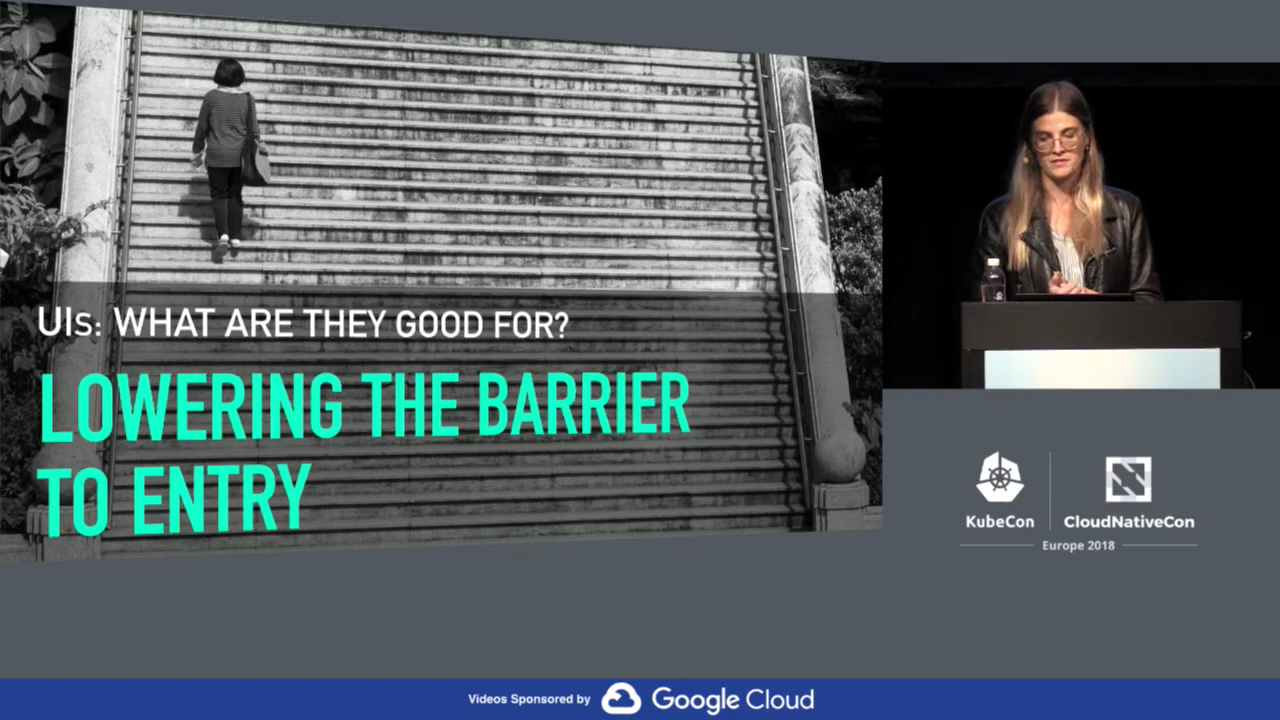 UIs: WHAT ARE THEY GOOD FOR?
LOWERING THE BARRIER
TO ENTRY
KubeCon
CloudNativeCon
Europe 2018
Videos Sponsored by
Google Cloud